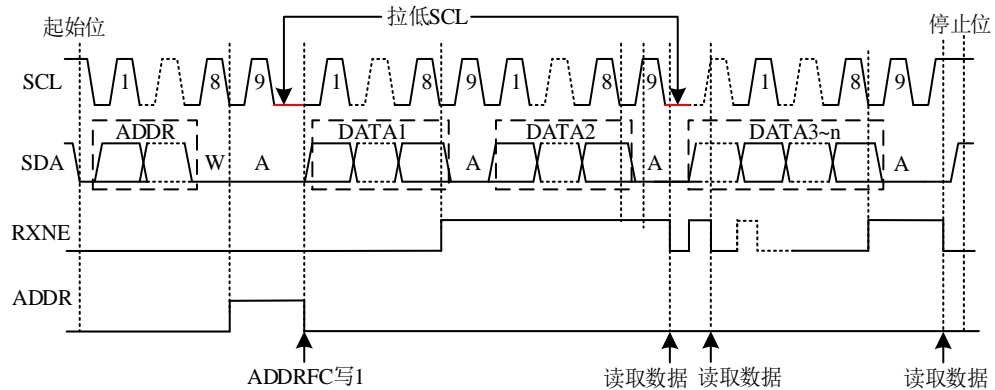 拉低SCL
起始位
停止位
SCL 1 8 9 1 8 9 1 8 9 1 8 9
ADDR DATA1 DATA2 DATA3~n
SDA W A A A A
RXNE
ADDR
ADDRFC写1 读取数据 读取数据 读取数据